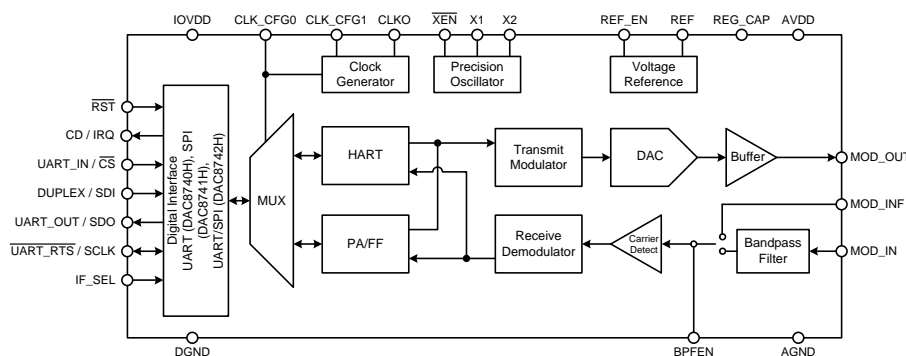 IOVDD
CLK_CFG0
CLK_CFG1
CLKO
XEN
X1
X2
REF_EN
REF
REG_CAP
AVDD
Clock
Generator
Precision
Oscillator
Voltage
Reference
RST
CD / IRQ
UART_IN / CS
DUPLEX / SDI
UART_OUT / SDO
UART_RTS / SCLK
IF_SEL
Digital Interface
UART (DAC8740H), SPI
(DAC8741H),
UART/SPI (DAC8742H)
MUX
HART
PA/FF
Transmit
Modulator
DAC
Buffer
Receive
Demodulator
Carrier
Detect
Bandpass
Filter
MOD_OUT
MOD_INF
MOD_IN
DGND
BPFEN
AGND